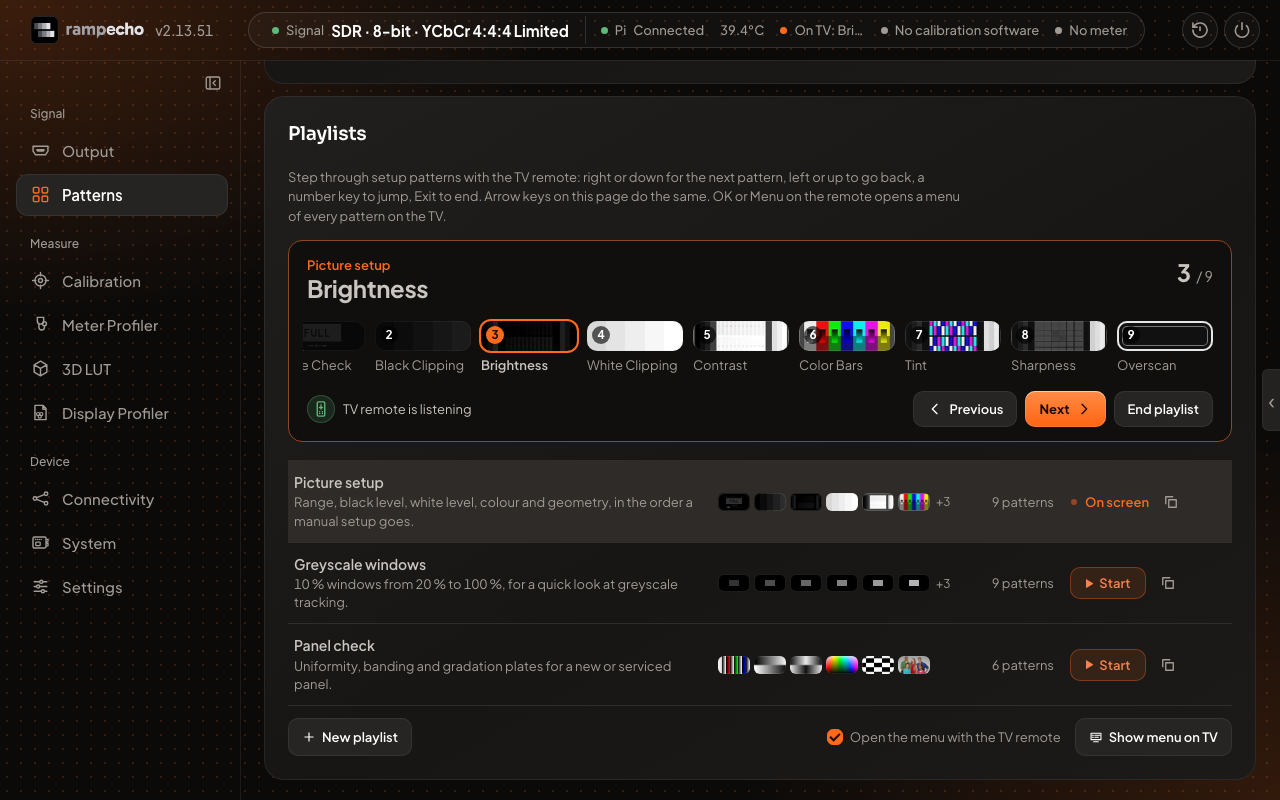 rampecho v2.13.51
Signal SDR · 8-bit · YCbCr 4:4:4 Limited
Pi Connected 39.4°C
On TV: Bri...
No calibration software
No meter
Signal
Output
Patterns
Measure
Calibration
Meter Profiler
3D LUT
Display Profiler
Device
Connectivity
System
Settings
Playlists
Step through setup patterns with the TV remote: right or down for the next pattern, left or up to go back, a
number key to jump, Exit to end. Arrow keys on this page do the same. OK or Menu on the remote opens a menu
of every pattern on the TV.
Picture setup
Brightness
3 / 9
FULL
2
3
4
5
6
7
8
9
e Check
Black Clipping
Brightness
White Clipping
Contrast
Color Bars
Tint
Sharpness
Overscan
TV remote is listening
Previous
Next
End playlist
Picture setup
Range, black level, white level, colour and geometry, in the order a
manual setup goes.
+3
9 patterns
On screen
Greyscale windows
10 % windows from 20 % to 100 %, for a quick look at greyscale
tracking.
+3
9 patterns
Start
Panel check
Uniformity, banding and gradation plates for a new or serviced
panel.
6 patterns
Start
New playlist
Open the menu with the TV remote
Show menu on TV